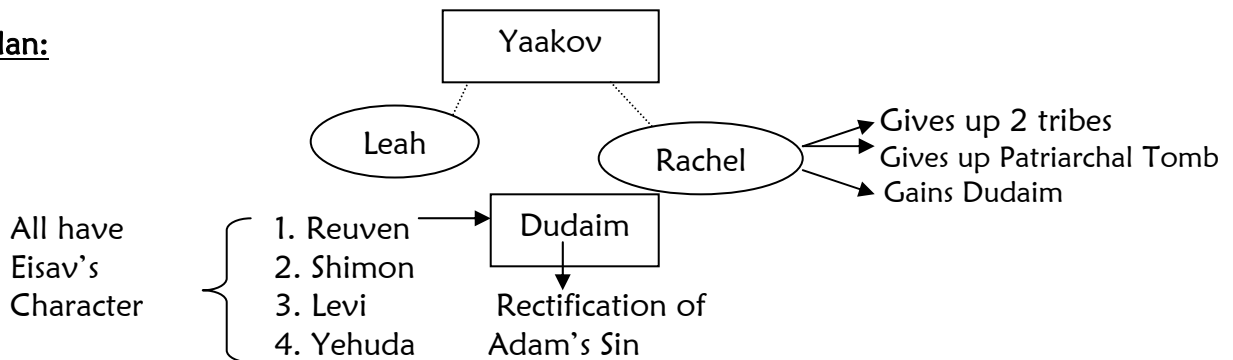 dan:
Yaakov
Leah
Rachel
Gives up 2 tribes
Gives up Patriarchal Tomb
Gains Dudaim
All have
Eisav's
Character
1. Reuven
2. Shimon
3. Levi
4. Yehuda
Dudaim
Rectification of
Adam's Sin